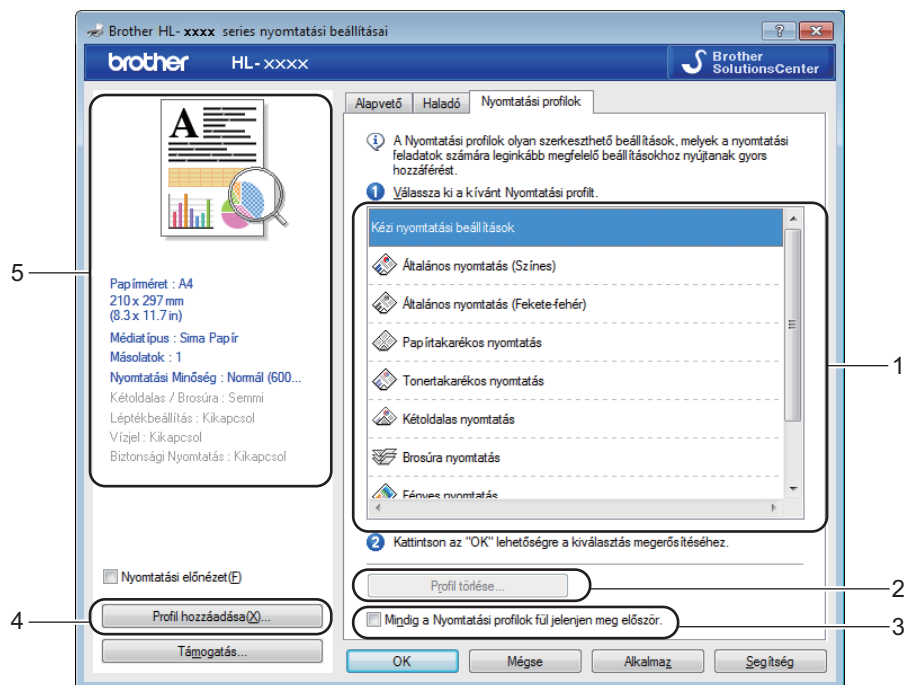 Brother HL- xxxx series nyomtatási beállításai
brother HL-xxxx
Brother
SolutionsCenter
Alapvető Haladó Nyomtatási profilok
A Nyomtatási profilok olyan szerkeszthető beállítások, melyek a nyomtatási
feladatok számára leginkább megfelelő beállításokhoz nyújtanak gyors
hozzáférést.
1 Válassza ki a kívánt Nyomtatási profilt.
Kézi nyomtatási beállítások
Általános nyomtatás (Színes)
Általános nyomtatás (Fekete-fehér)
Papírtakarékos nyomtatás
Tonertakarékos nyomtatás
Kétoldalas nyomtatás
Brosúra nyomtatás
Fényes nyomtatás
2 Kattintson az "OK" lehetőségre a kiválasztás megerősítéséhez.
Profil törlése...
Mindig a Nyomtatási profilok fül jelenjen meg először.
A
Papírméret : A4
210 x 297 mm
(8.3 x 11.7 in)
Médiatípus : Sima Papír
Másolatok : 1
Nyomtatási Minőség : Normál (600...
Kétoldalas / Brosúra : Semmi
Léptékbeállítás : Kikapcsol
Vízjel : Kikapcsol
Biztonsági Nyomtatás : Kikapcsol
Nyomtatási előnézet(F)
Profil hozzáadása(X)...
Támogatás...
OK Mégse Alkalmaz Segítség
1
2
3
4
5